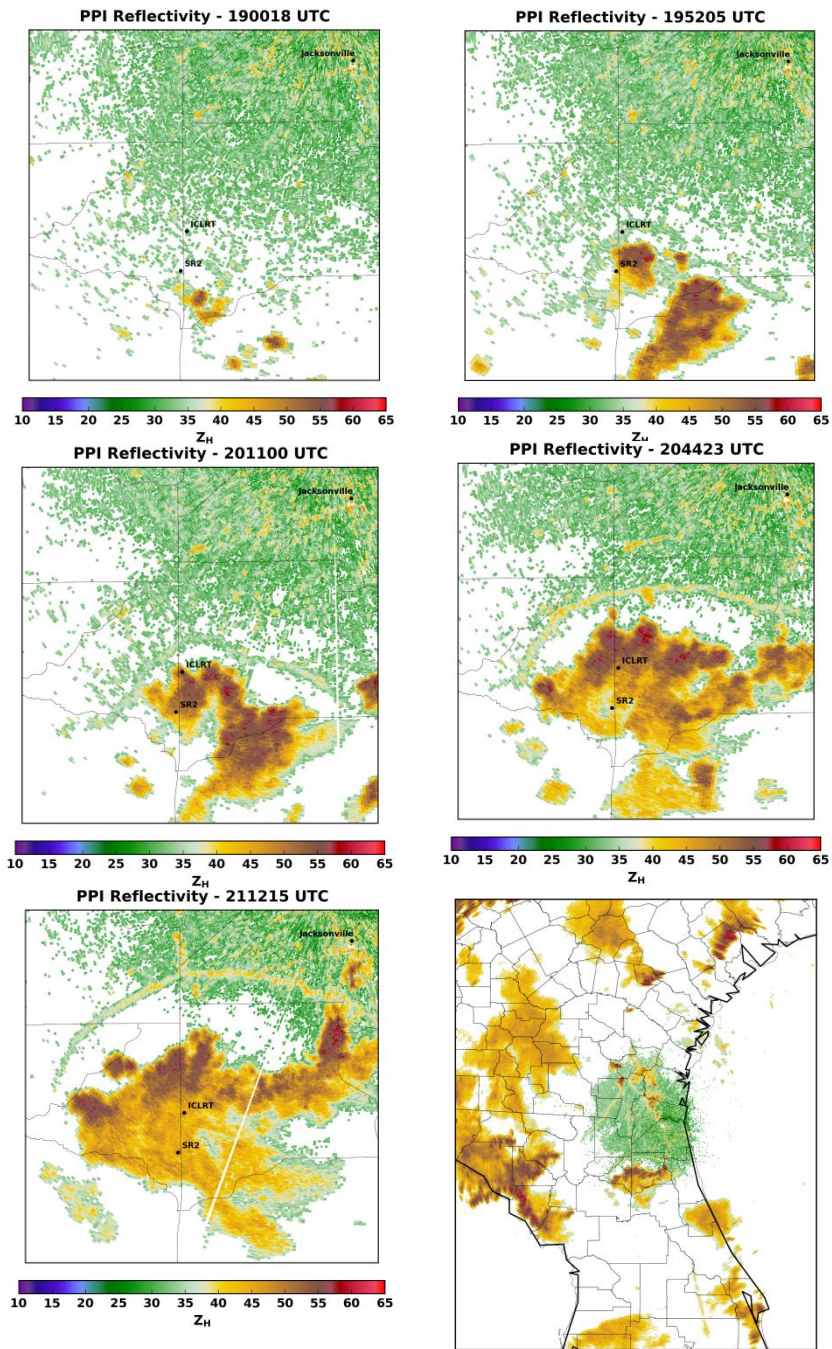 PPI Reflectivity - 190018 UTC
Jacksonville
ICLRT
SR2
10 15 20 25 30 35 40 45 50 55 60 65
ZH
PPI Reflectivity - 195205 UTC
Jacksonville
ICLRT
SR2
10 15 20 25 30 35 40 45 50 55 60 65
ZH
PPI Reflectivity - 201100 UTC
Jacksonville
ICLRT
SR2
10 15 20 25 30 35 40 45 50 55 60 65
PPI Reflectivity - 204423 UTC
Jacksonville
ICLRT
SR2
10 15 20 25 30 35 40 45 50 55 60 65
ZH
PPI Reflectivity - 211215 UTC
Jacksonville
ICLRT
SR2
10 15 20 25 30 35 40 45 50 55 60 65
ZH